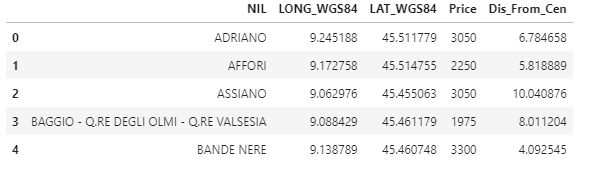 NIL LONG_WGS84 LAT_WGS84 Price Dis_From_Cen
0 ADRIANO 9.245188 45.511779 3050 6.784658
1 AFFORI 9.172758 45.514755 2250 5.818889
2 ASSIANO 9.062976 45.455063 3050 10.040876
3 BAGGIO - Q.RE DEGLI OLMI - Q.RE VALSESIA 9.088429 45.461179 1975 8.011204
4 BANDE NERE 9.138789 45.460748 3300 4.092545